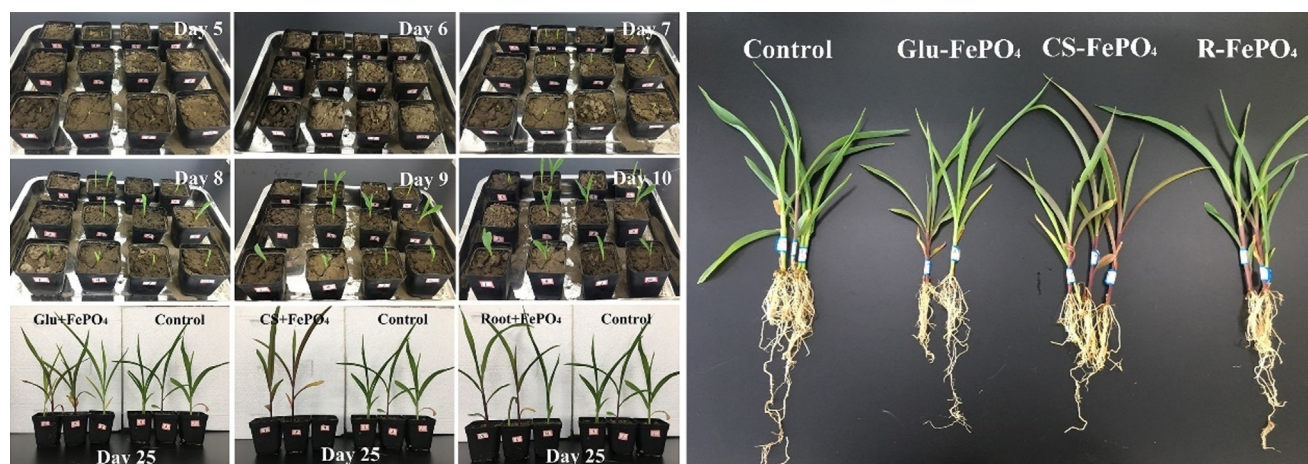 Day 5
Day 6
Day 7
Day 8
Day 9
Day 10
Glu+FePO₄
Control
CS+FePO₄
Control
Root+FePO₄
Control
Day 25
Day 25
Day 25
Control
Glu-FePO₄
CS-FePO₄
R-FePO₄